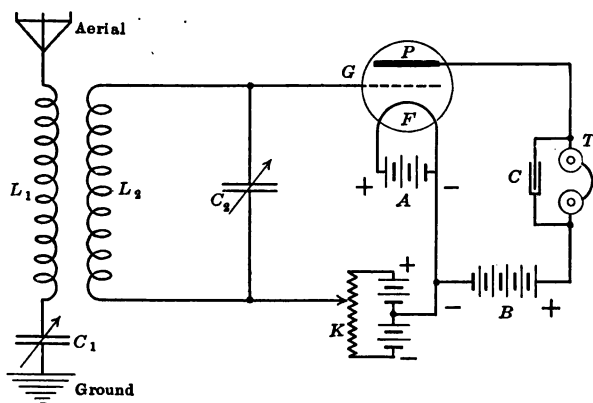 Aerial
P
G
F
T
L1
L2
C2
+
A
−
C
+
K
−
B
+
−
C1
Ground